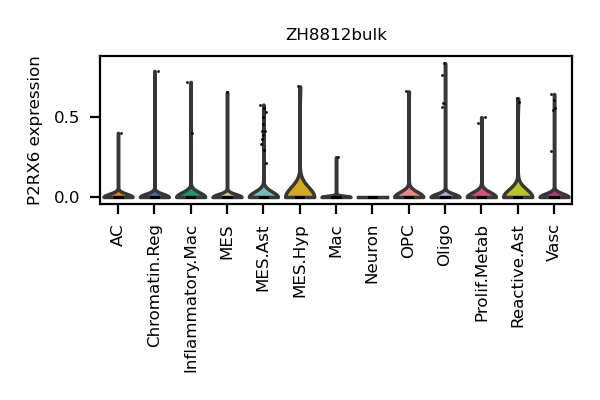 ZH8812bulk
P2RX6 expression
0.5
0.0
AC
Chromatin.Reg
Inflammatory.Mac
MES
MES.Ast
MES.Hyp
Mac
Neuron
OPC
Oligo
Prolif.Metab
Reactive.Ast
Vasc